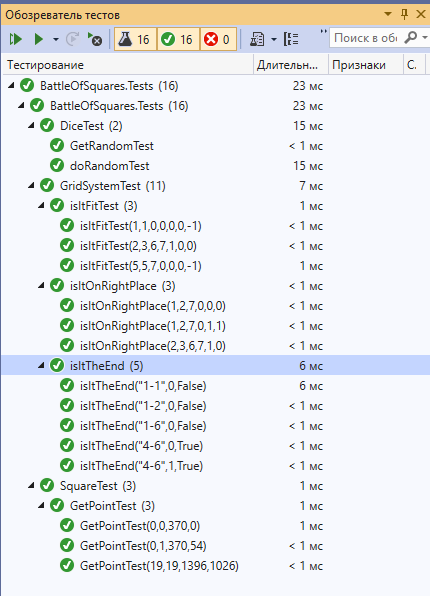 Обозреватель тестов
16 16 0 Поиск в обо
Тестирование Длительн... Признаки С.
BattleOfSquares.Tests (16) 23 мс
BattleOfSquares.Tests (16) 23 мс
DiceTest (2) 15 мс
GetRandomTest < 1 мс
doRandomTest 15 мс
GridSystemTest (11) 7 мс
isItFitTest (3) 1 мс
isItFitTest(1,1,0,0,0,0,-1) < 1 мс
isItFitTest(2,3,6,7,1,0,0) < 1 мс
isItFitTest(5,5,7,0,0,0,-1) 1 мс
isItOnRightPlace (3) < 1 мс
isItOnRightPlace(1,2,7,0,0,0) < 1 мс
isItOnRightPlace(1,2,7,0,1,1) < 1 мс
isItOnRightPlace(2,3,6,7,1,0) < 1 мс
isItTheEnd (5) 6 мс
isItTheEnd("1-1",0,False) 6 мс
isItTheEnd("1-2",0,False) < 1 мс
isItTheEnd("1-6",0,False) < 1 мс
isItTheEnd("4-6",0,True) < 1 мс
isItTheEnd("4-6",1,True) < 1 мс
SquareTest (3) 1 мс
GetPointTest (3) 1 мс
GetPointTest(0,0,370,0) 1 мс
GetPointTest(0,1,370,54) < 1 мс
GetPointTest(19,19,1396,1026) < 1 мс